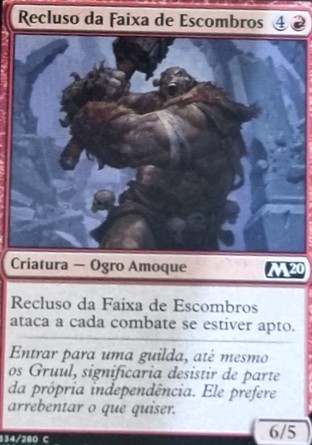 Recluso da Faixa de Escombros 4
Criatura — Ogro Amoque M20
Recluso da Faixa de Escombros
ataca a cada combate se estiver apto.
Entrar para uma guilda, até mesmo
os Gruul, significaria desistir de parte
da própria independência. Ele prefere
arrebentar o que quiser.
6/5
334/280 C